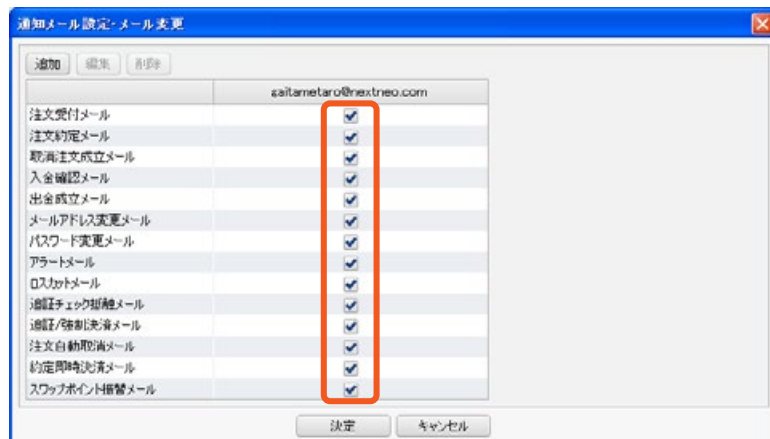 通知メール設定-メール変更
追加 編集 削除
saitametaro@nextneo.com
注文受付メール
注文約定メール
取消注文成立メール
入金確認メール
出金成立メール
メールアドレス変更メール
パスワード変更メール
アラートメール
ロスカットメール
追証チェック抵触メール
追証/強制決済メール
注文自動取消メール
約定即時決済メール
スワップポイント振替メール
決定 キャンセル